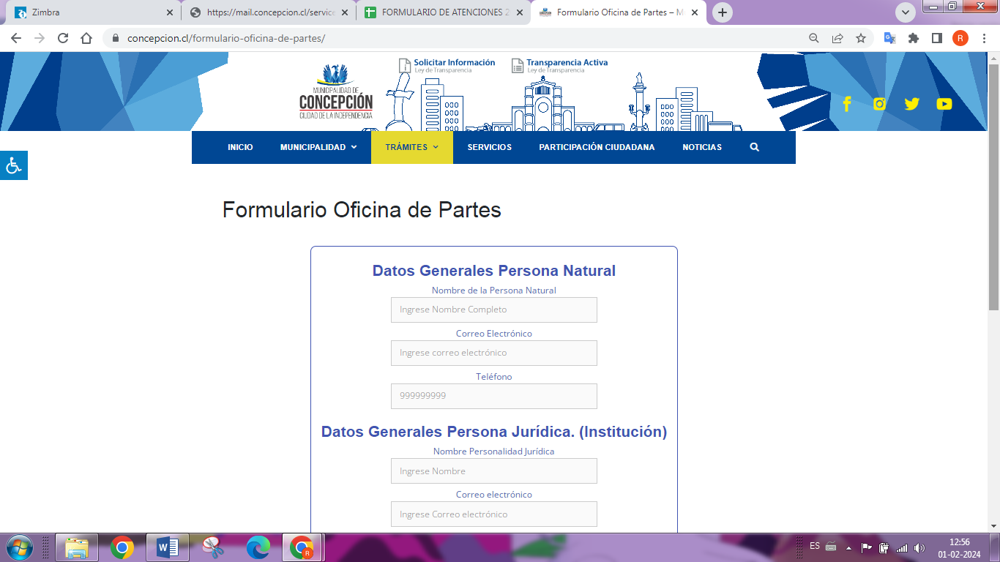 Zimbra
https://mail.concepcion.cl/service
FORMULARIO DE ATENCIONES 2
Formulario Oficina de Partes – M
concepcion.cl/formulario-oficina-de-partes/
R
Solicitar Información
Ley de Transparencia
Transparencia Activa
Ley de Transparencia
MUNICIPALIDAD DE
CONCEPCIÓN
CIUDAD DE LA INDEPENDENCIA
INICIO
MUNICIPALIDAD
TRÁMITES
SERVICIOS
PARTICIPACIÓN CIUDADANA
NOTICIAS
Formulario Oficina de Partes
Datos Generales Persona Natural
Nombre de la Persona Natural
Ingrese Nombre Completo
Correo Electrónico
Ingrese correo electrónico
Teléfono
999999999
Datos Generales Persona Jurídica. (Institución)
Nombre Personalidad Jurídica
Ingrese Nombre
Correo electrónico
Ingrese Correo electrónico
ES
12:56
01-02-2024